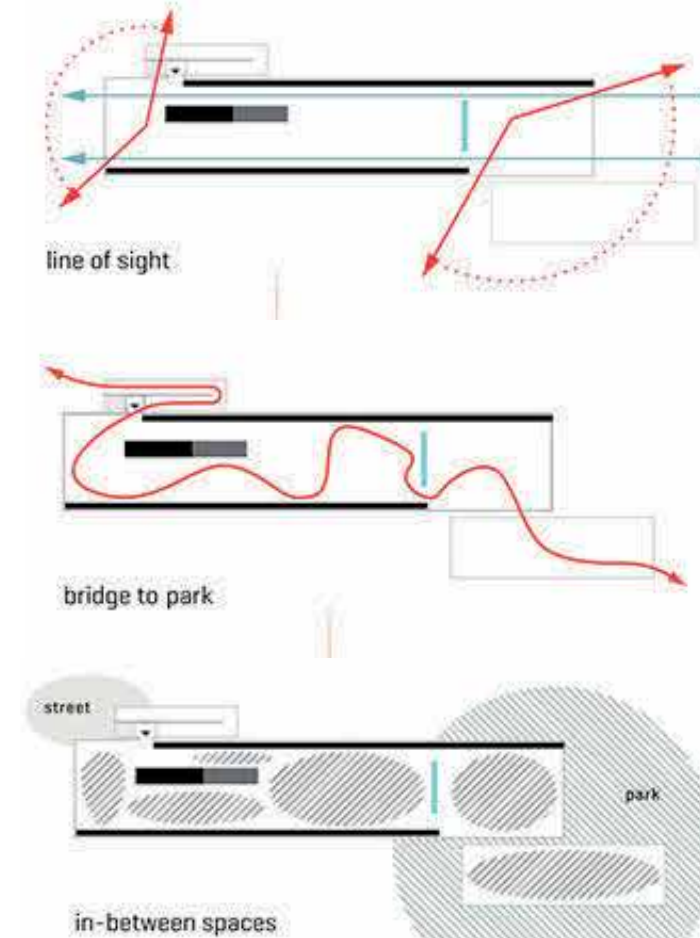 line of sight
bridge to park
street
park
in-between spaces